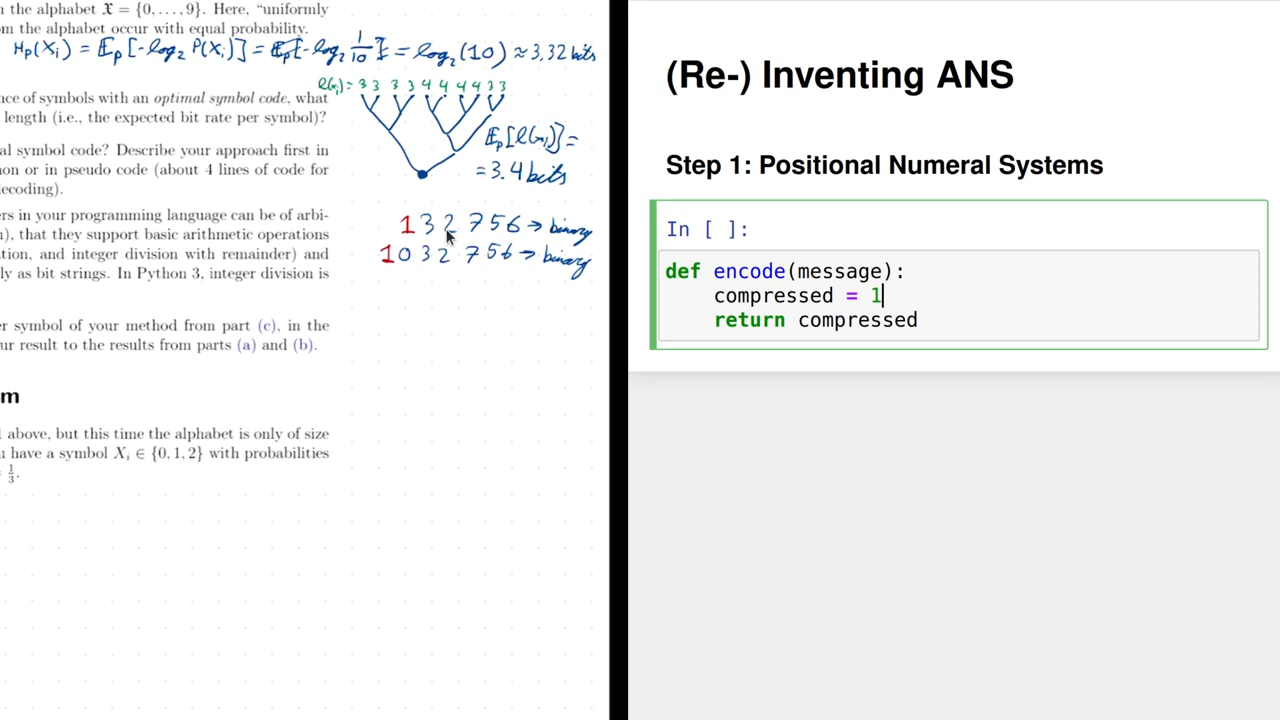 n the alphabet 𝔛 = {0, . . . , 9}. Here, “uniformly
m the alphabet occur with equal probability.
H_P(X_i) = 𝔼_P[-log₂ P(X_i)] = 𝔼_P[-log₂ 1/10] = log₂(10) ≈ 3,32 bits
nce of symbols with an optimal symbol code, what
length (i.e., the expected bit rate per symbol)?
= 3 3 3 3 4 4 4 4 3 3
al symbol code? Describe your approach first in
on or in pseudo code (about 4 lines of code for
ecoding).
=
= 3.4 bits
ers in your programming language can be of arbi-
n), that they support basic arithmetic operations
tion, and integer division with remainder) and
ly as bit strings. In Python 3, integer division is
1 3 2 7 5 6 → binary
1 0 3 2 7 5 6 → binary
er symbol of your method from part (c), in the
ur result to the results from parts (a) and (b).
m
above, but this time the alphabet is only of size
u have a symbol X_i ∈ {0, 1, 2} with probabilities
= 1/3.
(Re-) Inventing ANS
Step 1: Positional Numeral Systems
In [ ]:
def encode(message):
    compressed = 1
    return compressed